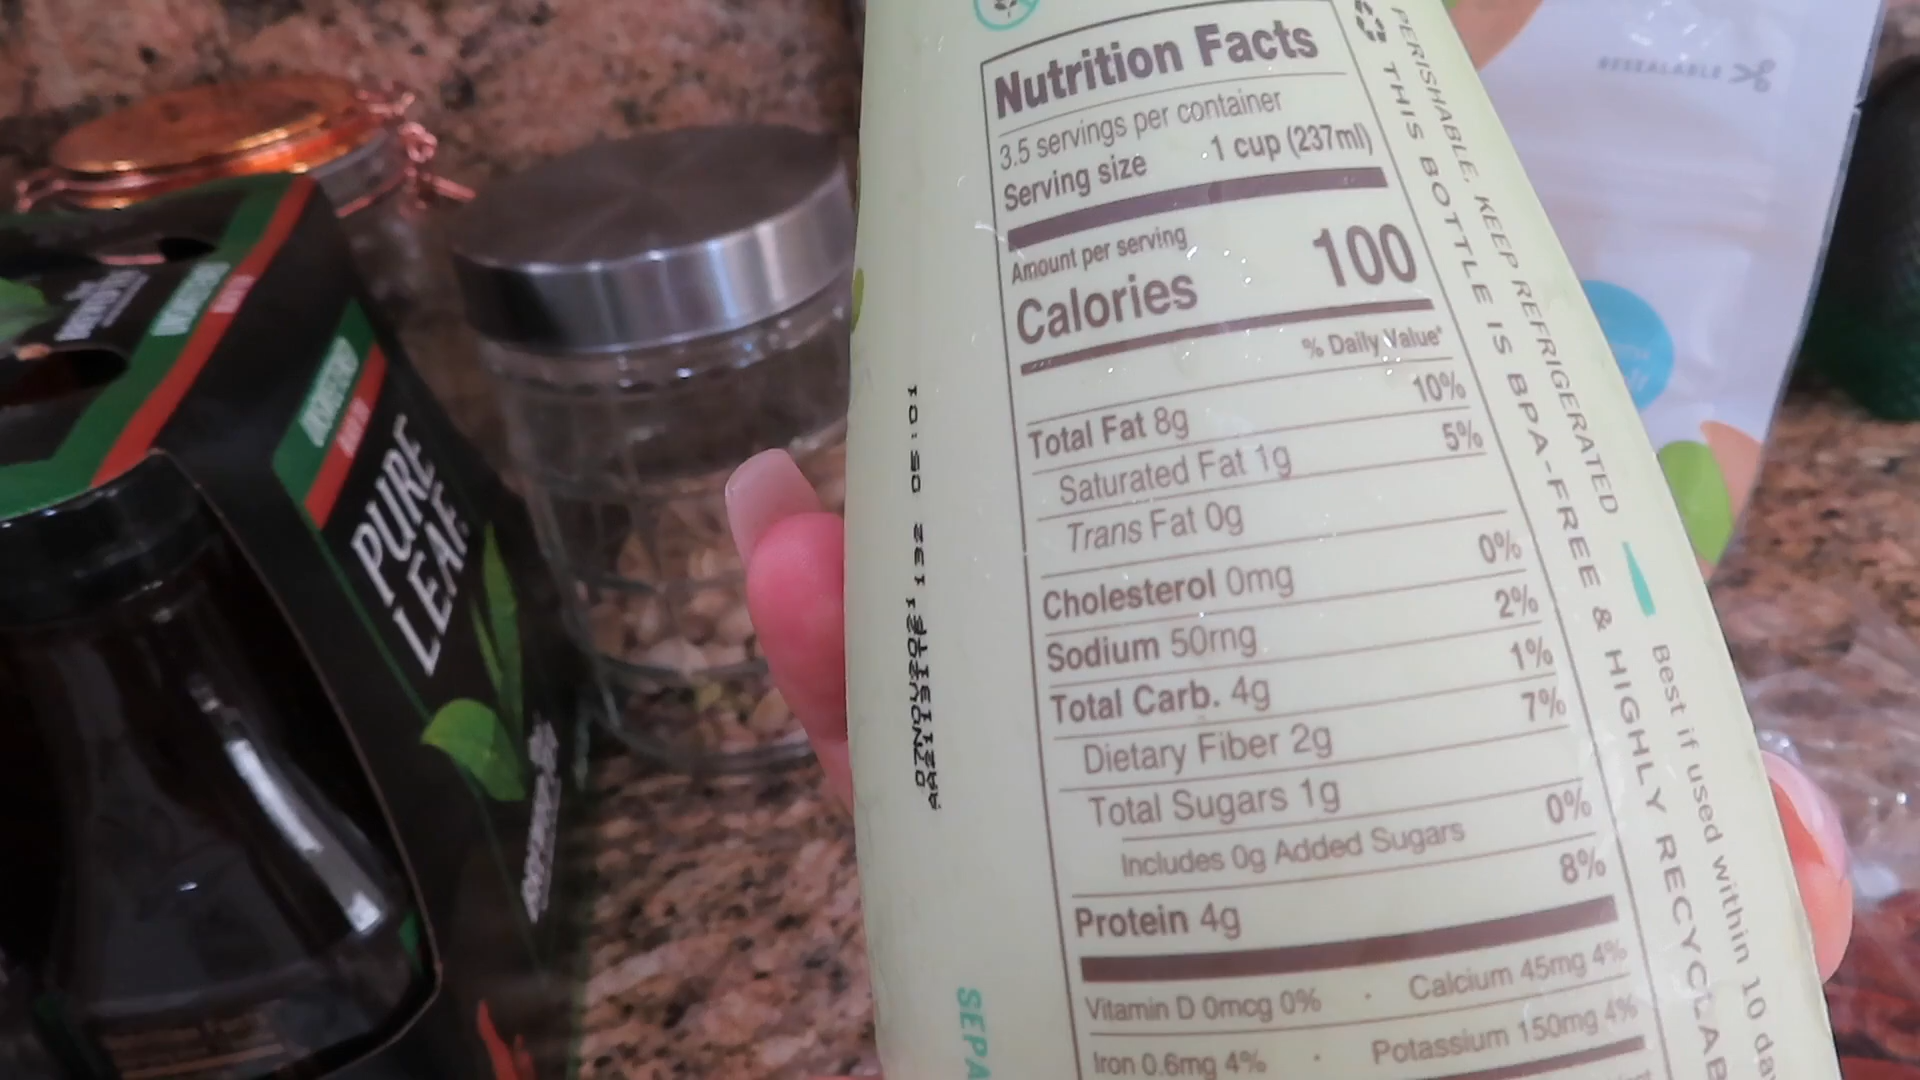 Nutrition Facts
3.5 servings per container
Serving size 1 cup (237ml)
Amount per serving
Calories 100
% Daily Value*
Total Fat 8g 10%
Saturated Fat 1g 5%
Trans Fat 0g
Cholesterol 0mg 0%
Sodium 50mg 2%
Total Carb. 4g 1%
Dietary Fiber 2g 7%
Total Sugars 1g
Includes 0g Added Sugars 0%
Protein 4g 8%
Vitamin D 0mcg 0% · Calcium 45mg 4%
Iron 0.6mg 4% · Potassium 150mg 4%
PERISHABLE, KEEP REFRIGERATED
THIS BOTTLE IS BPA-FREE & HIGHLY RECYCLAB
Best if used within 10 da
SEPA
RESEALABLE
PURE
LEAF